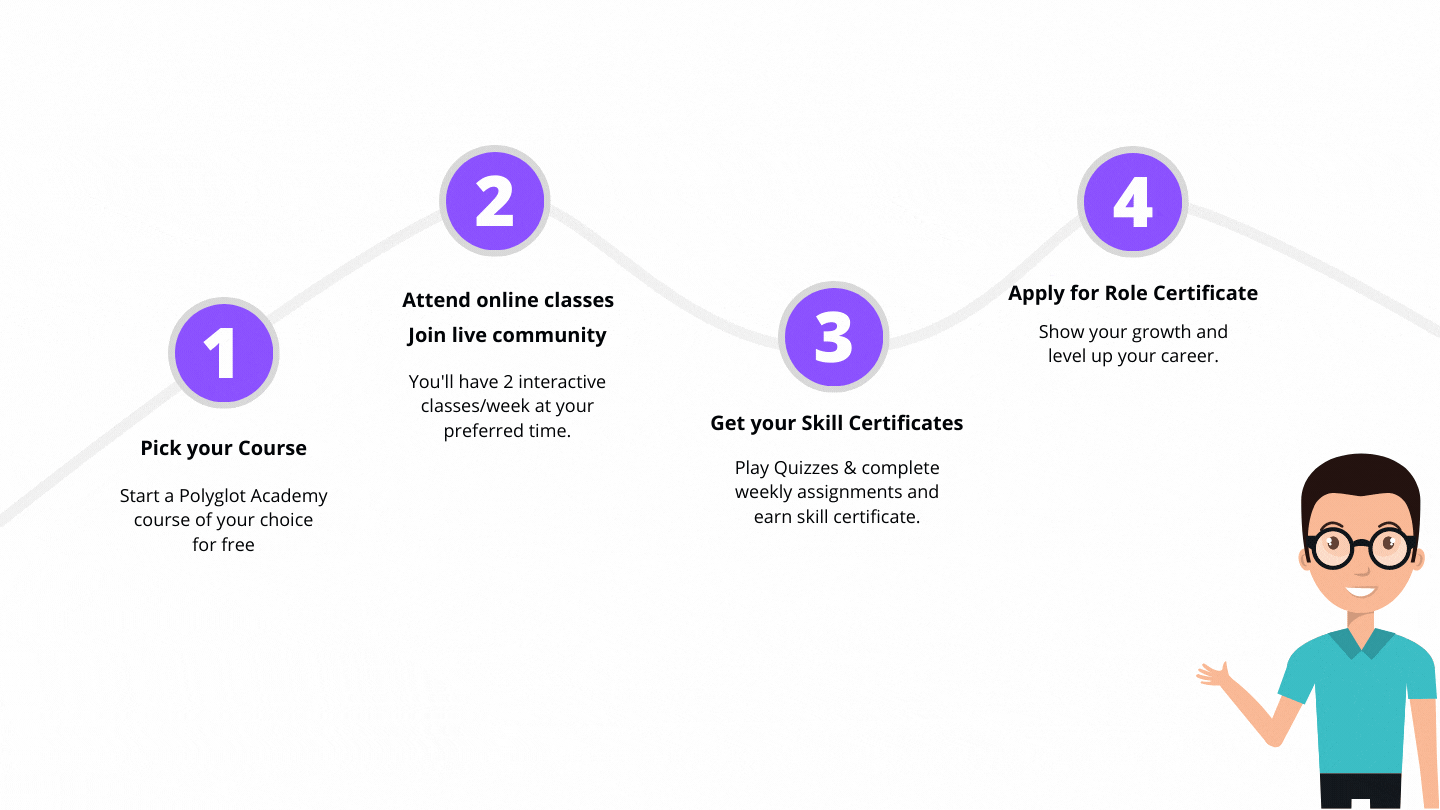 1
Pick your Course
Start a Polyglot Academy
course of your choice
for free
2
Attend online classes
Join live community
You'll have 2 interactive
classes/week at your
preferred time.
3
Get your Skill Certificates
Play Quizzes & complete
weekly assignments and
earn skill certificate.
4
Apply for Role Certificate
Show your growth and
level up your career.